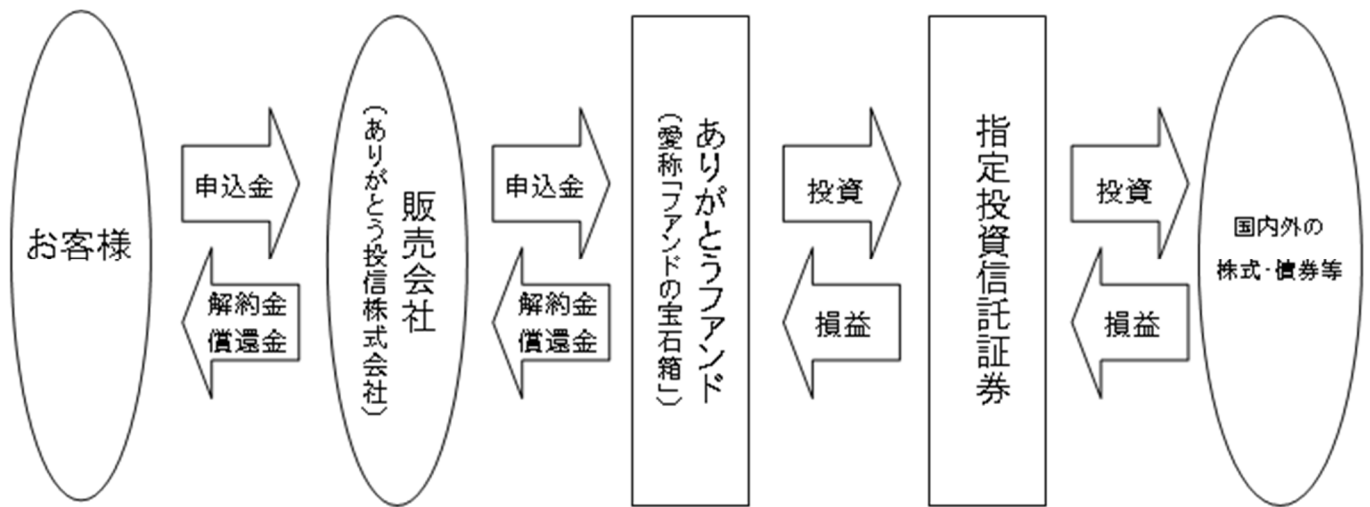 お客様
申込金
解約金
償還金
販売会社
（ありがとう投信株式会社）
申込金
解約金
償還金
ありがとうファンド
（愛称「ファンドの宝石箱」）
投資
損益
指定投資信託証券
投資
損益
国内外の
株式・債券等